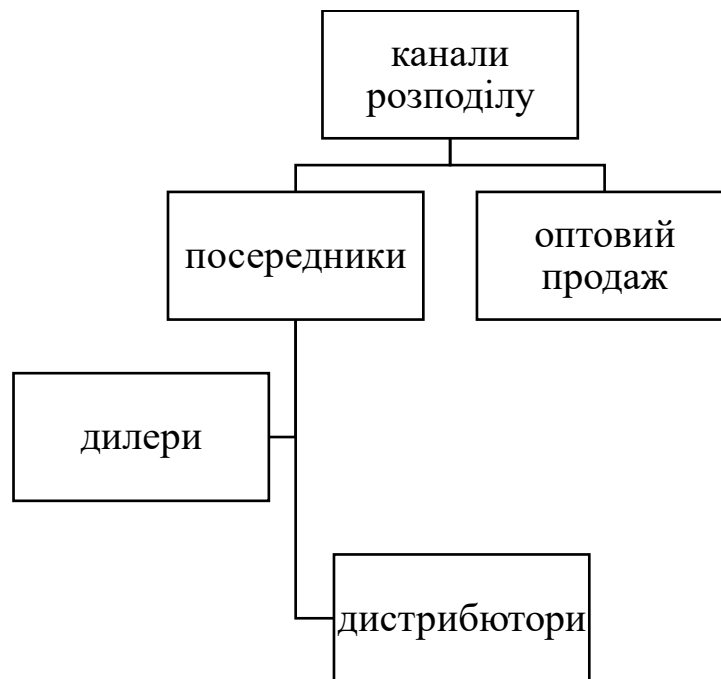 канали
розподілу
посередники
оптовий
продаж
дилери
дистрибютори